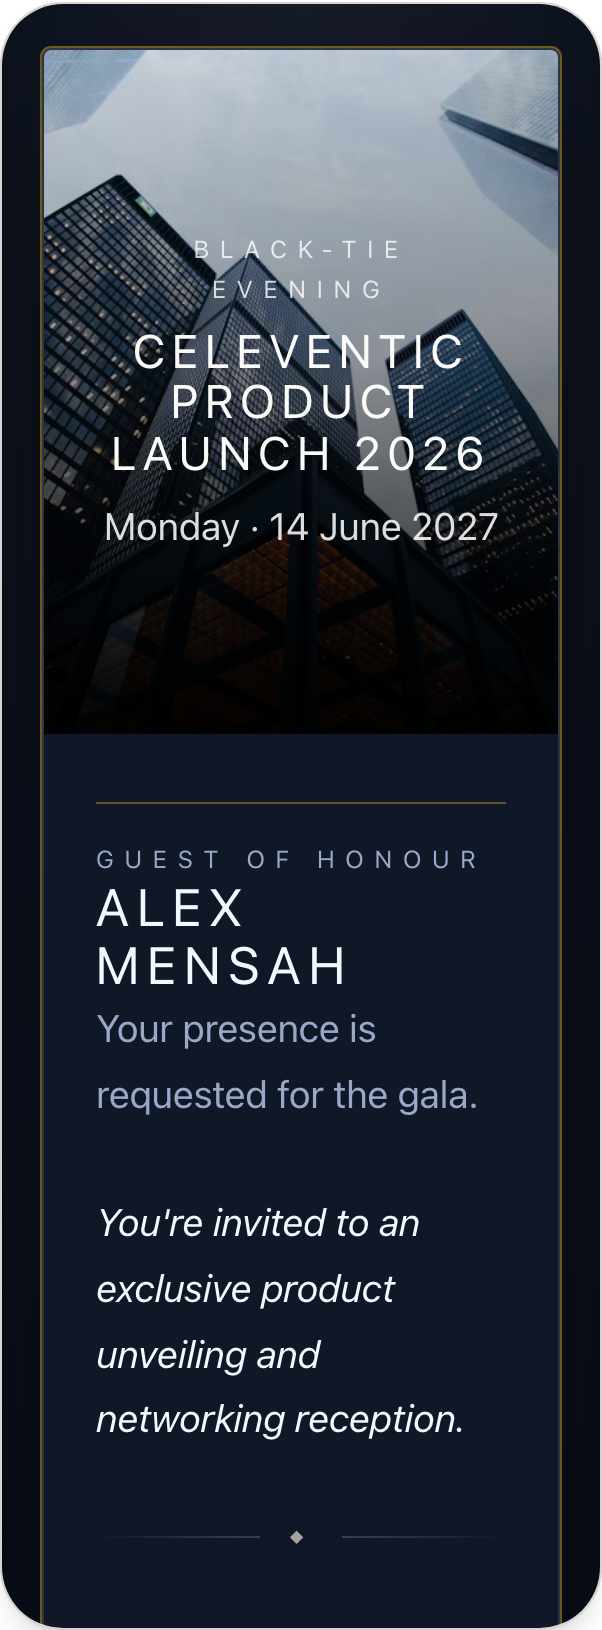 BLACK-TIE
EVENING
CELEVENTIC
PRODUCT
LAUNCH 2026
Monday · 14 June 2027
GUEST OF HONOUR
ALEX
MENSAH
Your presence is
requested for the gala.
You're invited to an
exclusive product
unveiling and
networking reception.